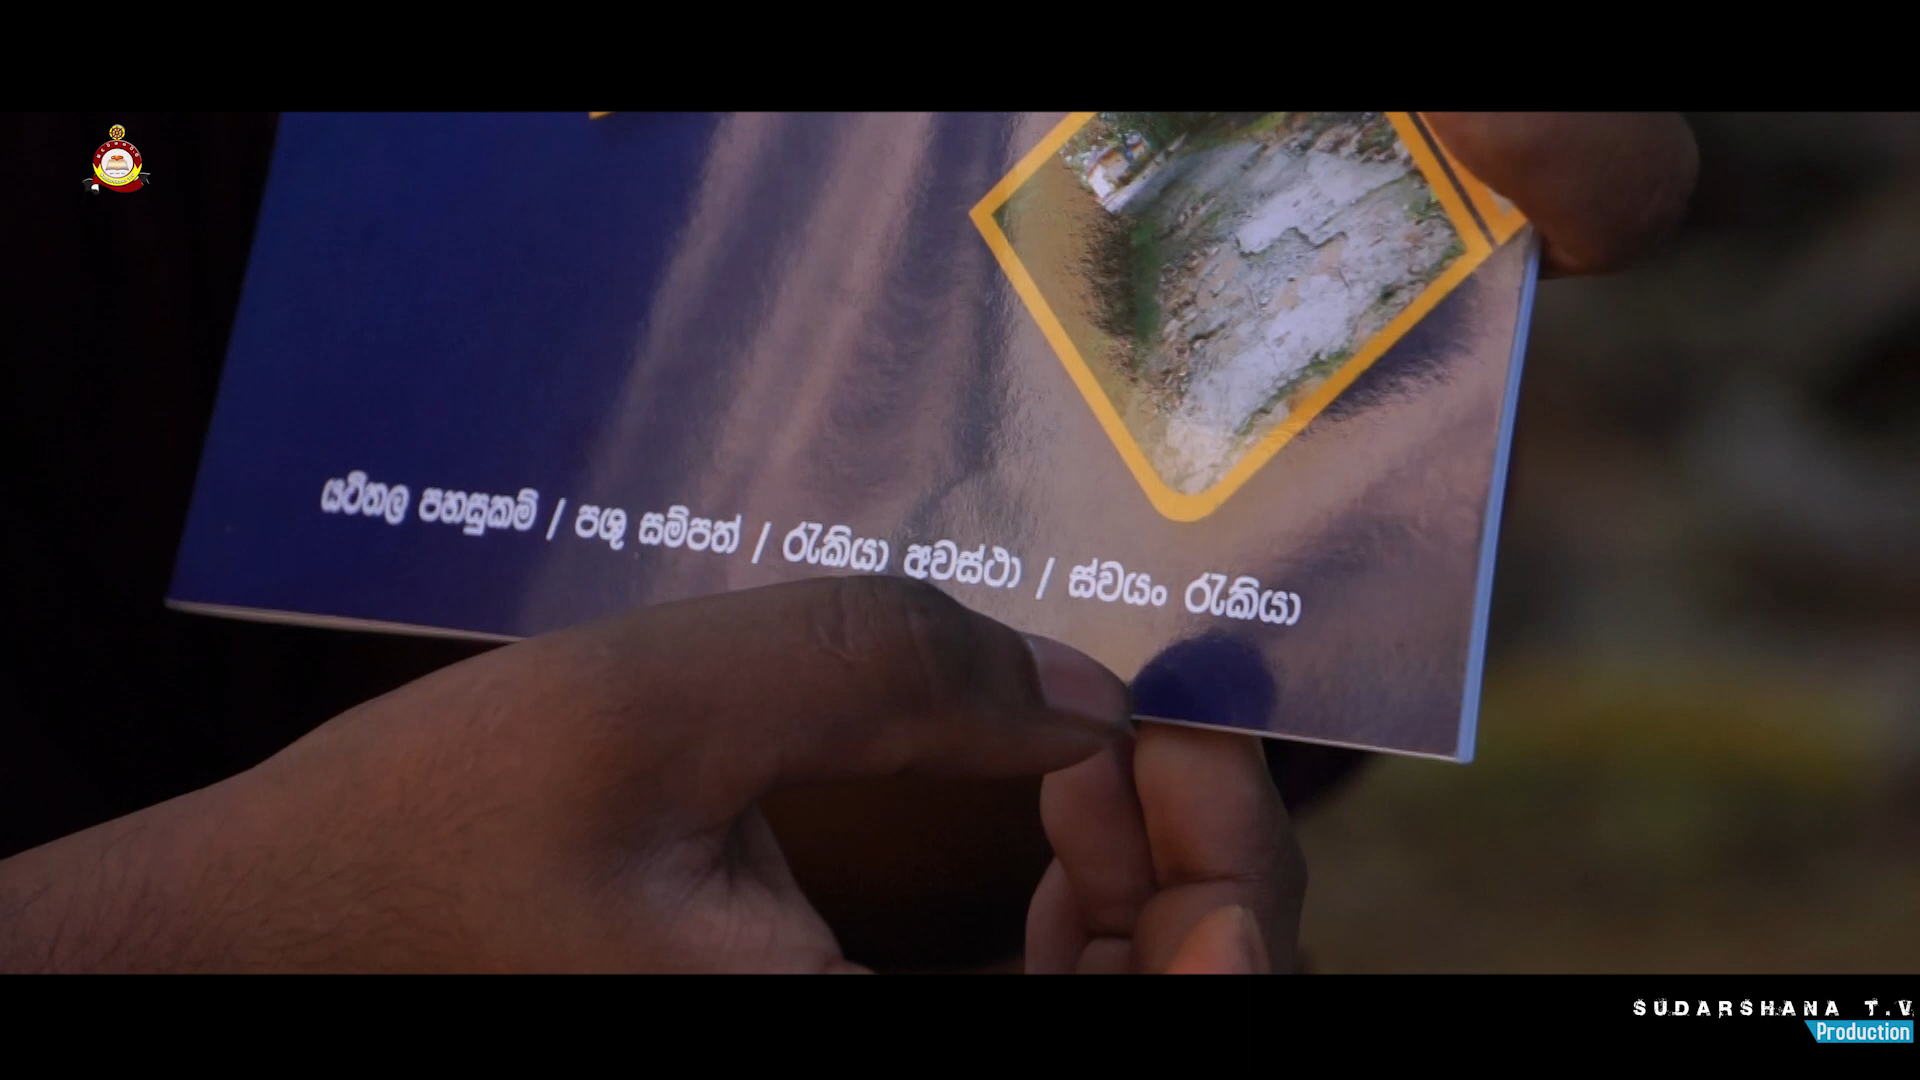 යටිතල පහසුකම් / පශු සම්පත් / රැකියා අවස්ථා / ස්වයං රැකියා
SUDARSHANA T.V
Production